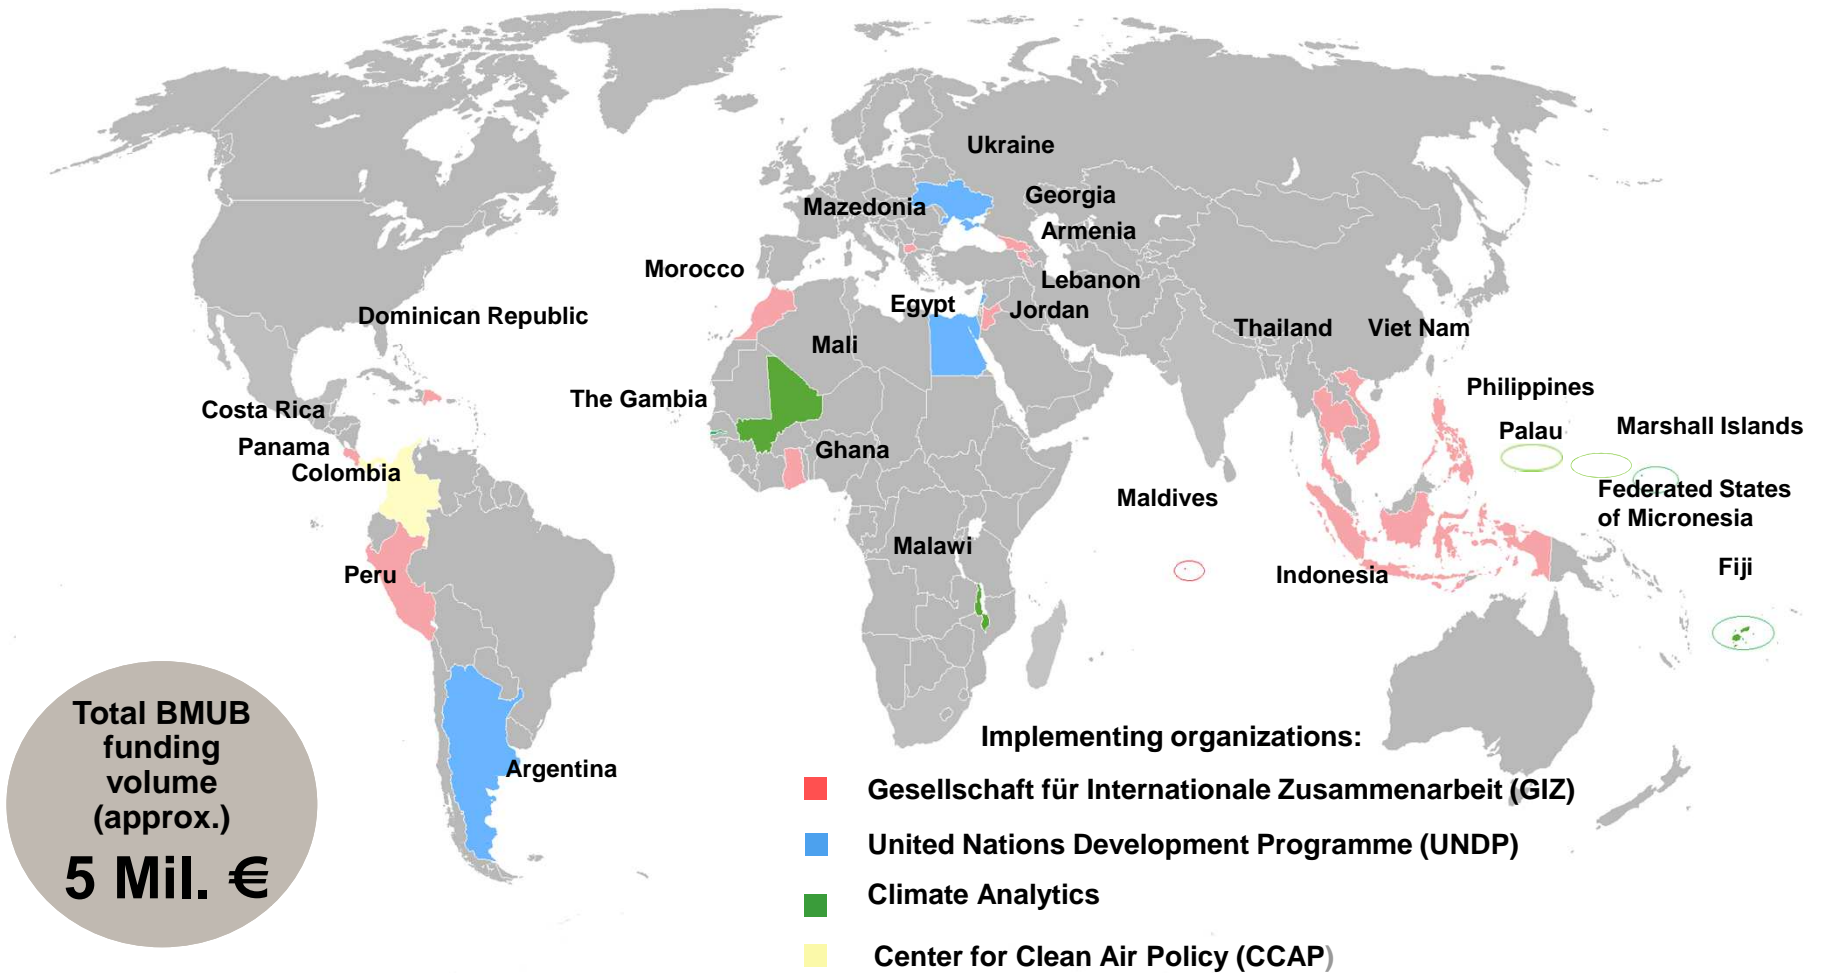 Ukraine
Georgia
Mazedonia
Armenia
Morocco
Lebanon
Egypt
Jordan
Dominican Republic
Thailand
Viet Nam
Mali
Philippines
The Gambia
Costa Rica
Marshall Islands
Palau
Panama
Ghana
Colombia
Maldives
Federated States
of Micronesia
Malawi
Fiji
Peru
Indonesia
Total BMUB
funding
volume
(approx.)
5 Mil. €
Argentina
Implementing organizations:
Gesellschaft für Internationale Zusammenarbeit (GIZ)
United Nations Development Programme (UNDP)
Climate Analytics
Center for Clean Air Policy (CCAP)